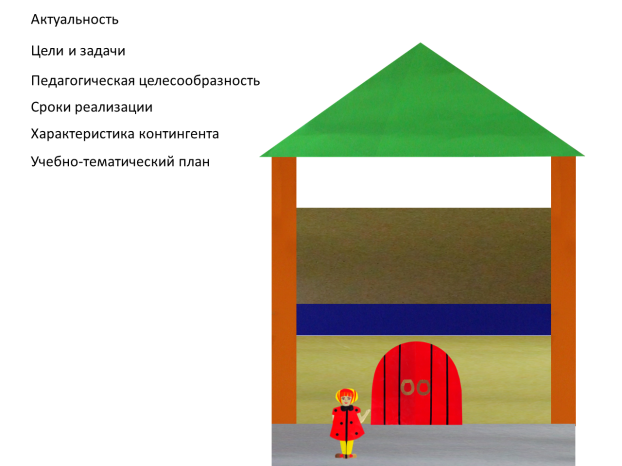 Актуальность
Цели и задачи
Педагогическая целесообразность
Сроки реализации
Характеристика контингента
Учебно-тематический план